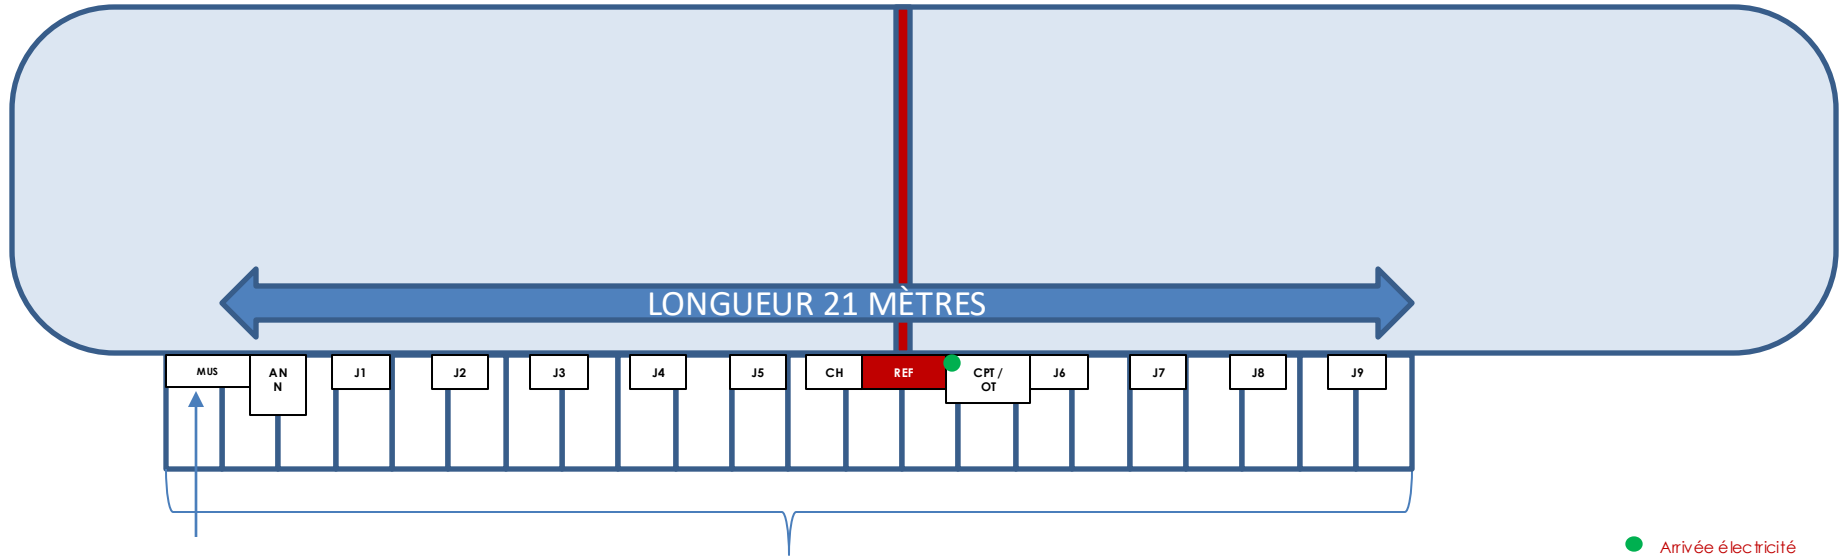 LONGUEUR 21 MÈTRES
MUS
AN
N
J1
J2
J3
J4
J5
CH
REF
CPT /
OT
J6
J7
J8
J9
Arrivée électricité